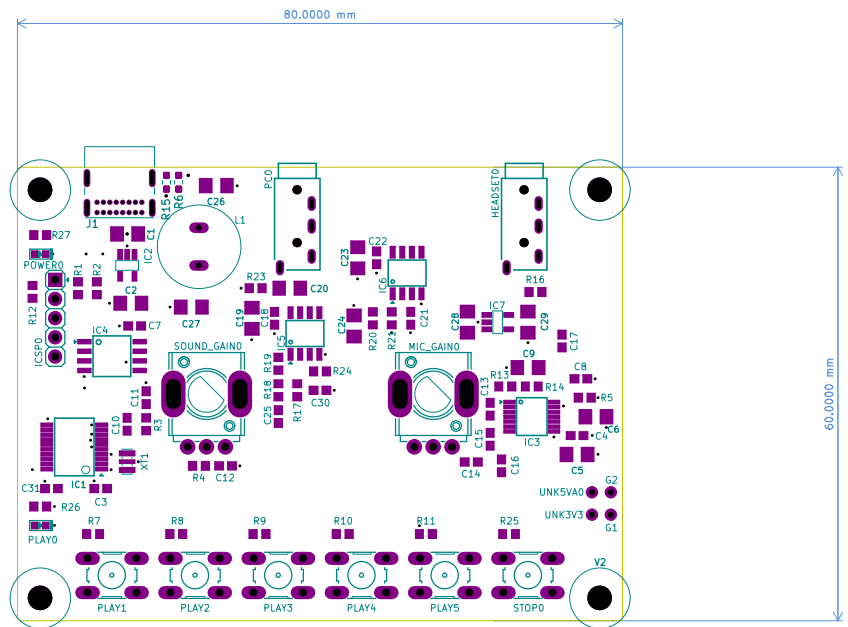 80.0000 mm
60.0000 mm
J1
R15
R6
C26
L1
PC0
HEADSET0
R27
C1
IC2
POWER0
R1
R2
R12
C2
C27
C7
IC4
ICSP0
R23
C20
C19
C18
IC5
C23
C22
IC6
C24
R20
R22
C21
R16
C28
IC7
C29
C17
SOUND_GAIN0
MIC_GAIN0
C9
C8
R19
R24
R18
R17
C30
C25
C11
C10
R3
R13
R14
C13
R5
C6
IC3
C4
C15
C5
C16
C14
XT1
IC1
R4
C12
C31
C3
R26
PLAY0
UNK5VA0
G2
UNK3V3
G1
R7
R8
R9
R10
R11
R25
V2
PLAY1
PLAY2
PLAY3
PLAY4
PLAY5
STOP0